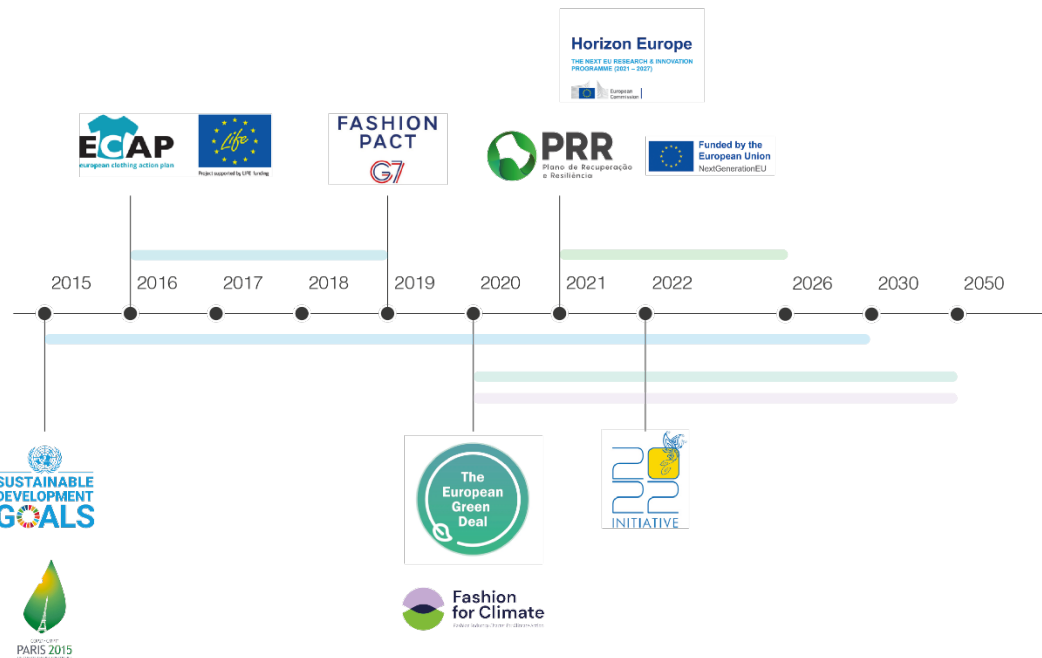 Horizon Europe
THE NEXT EU RESEARCH & INNOVATION
PROGRAMME (2021 – 2027)
European
Commission
ECAP
european clothing action plan
Life
Project supported by LIFE funding
FASHION
PACT
G7
PRR
Plano de Recuperação
e Resiliência
Funded by the
European Union
NextGenerationEU
2015
2016
2017
2018
2019
2020
2021
2022
2026
2030
2050
SUSTAINABLE
DEVELOPMENT
GOALS
The
European
Green
Deal
INITIATIVE
PARIS 2015
Fashion
for Climate